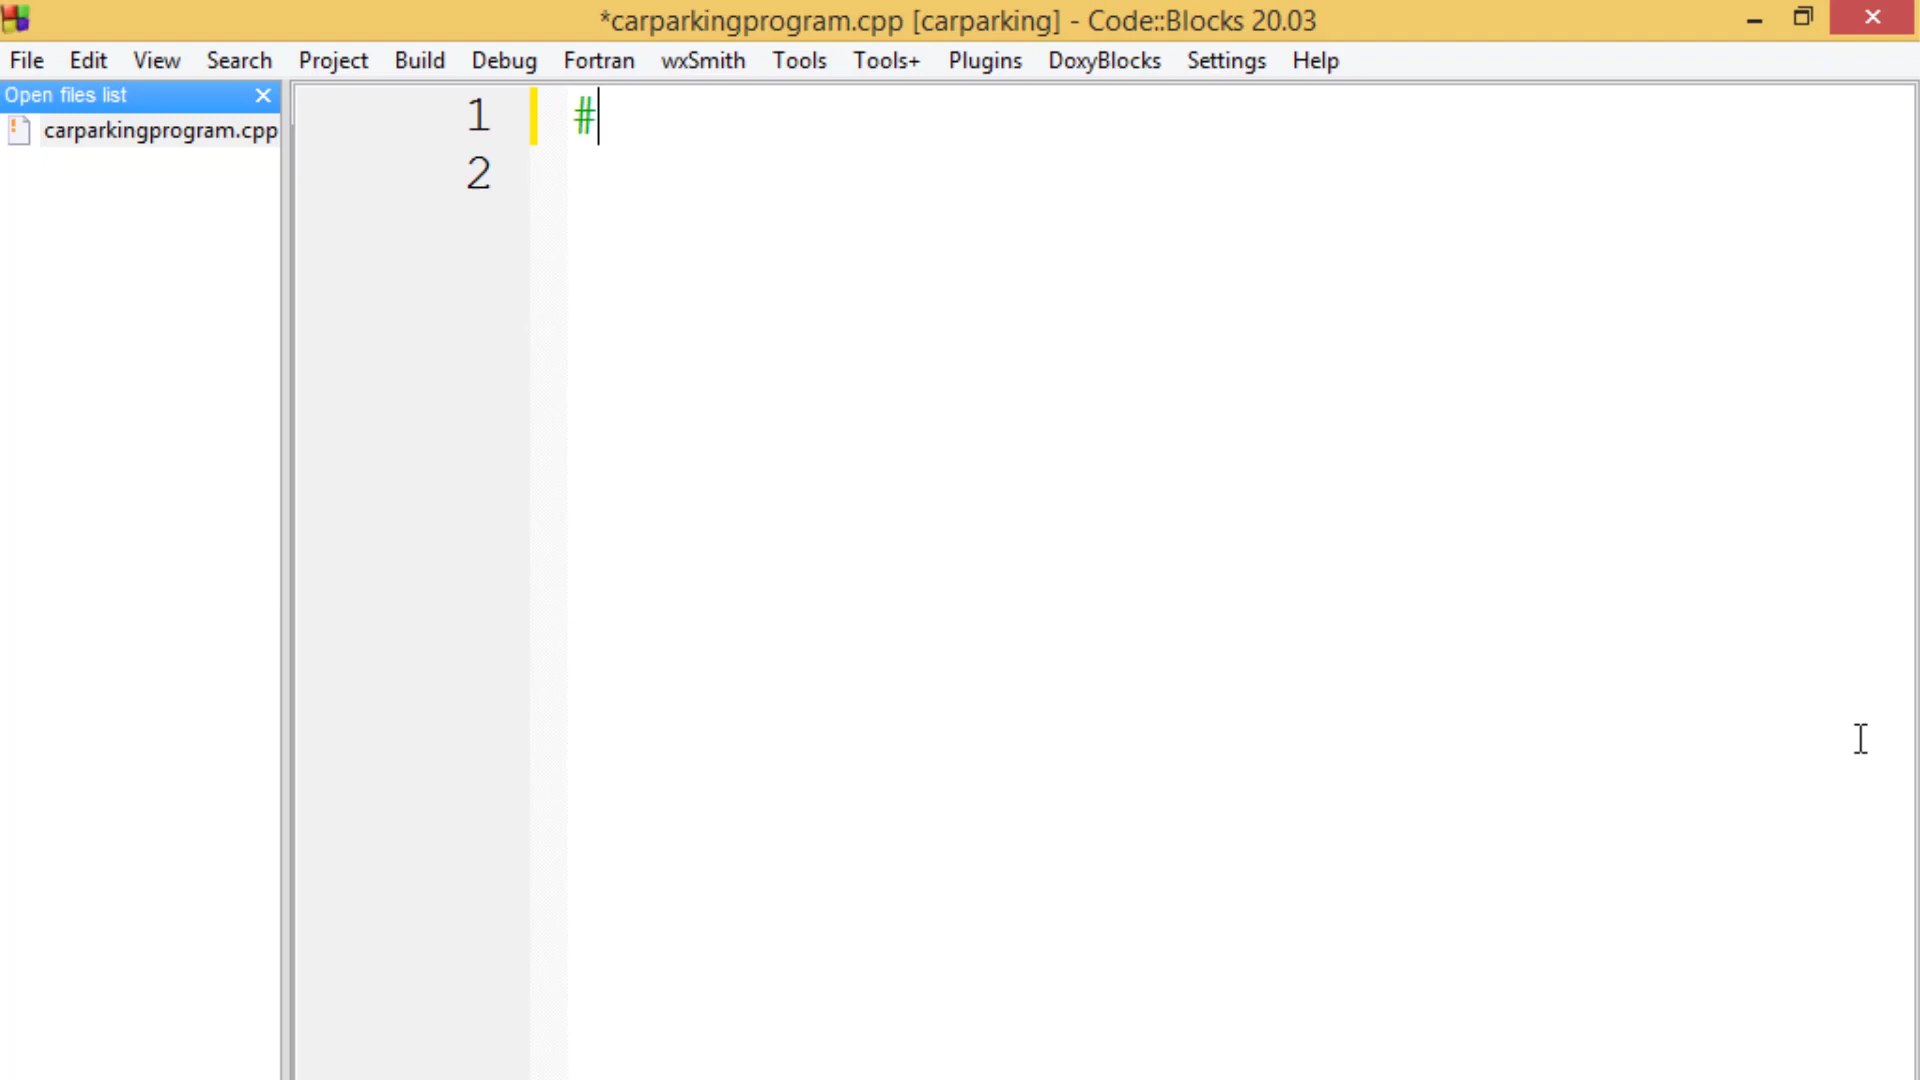 *carparkingprogram.cpp [carparking] - Code::Blocks 20.03
File Edit View Search Project Build Debug Fortran wxSmith Tools Tools+ Plugins DoxyBlocks Settings Help
Open files list
carparkingprogram.cpp
1 #
2